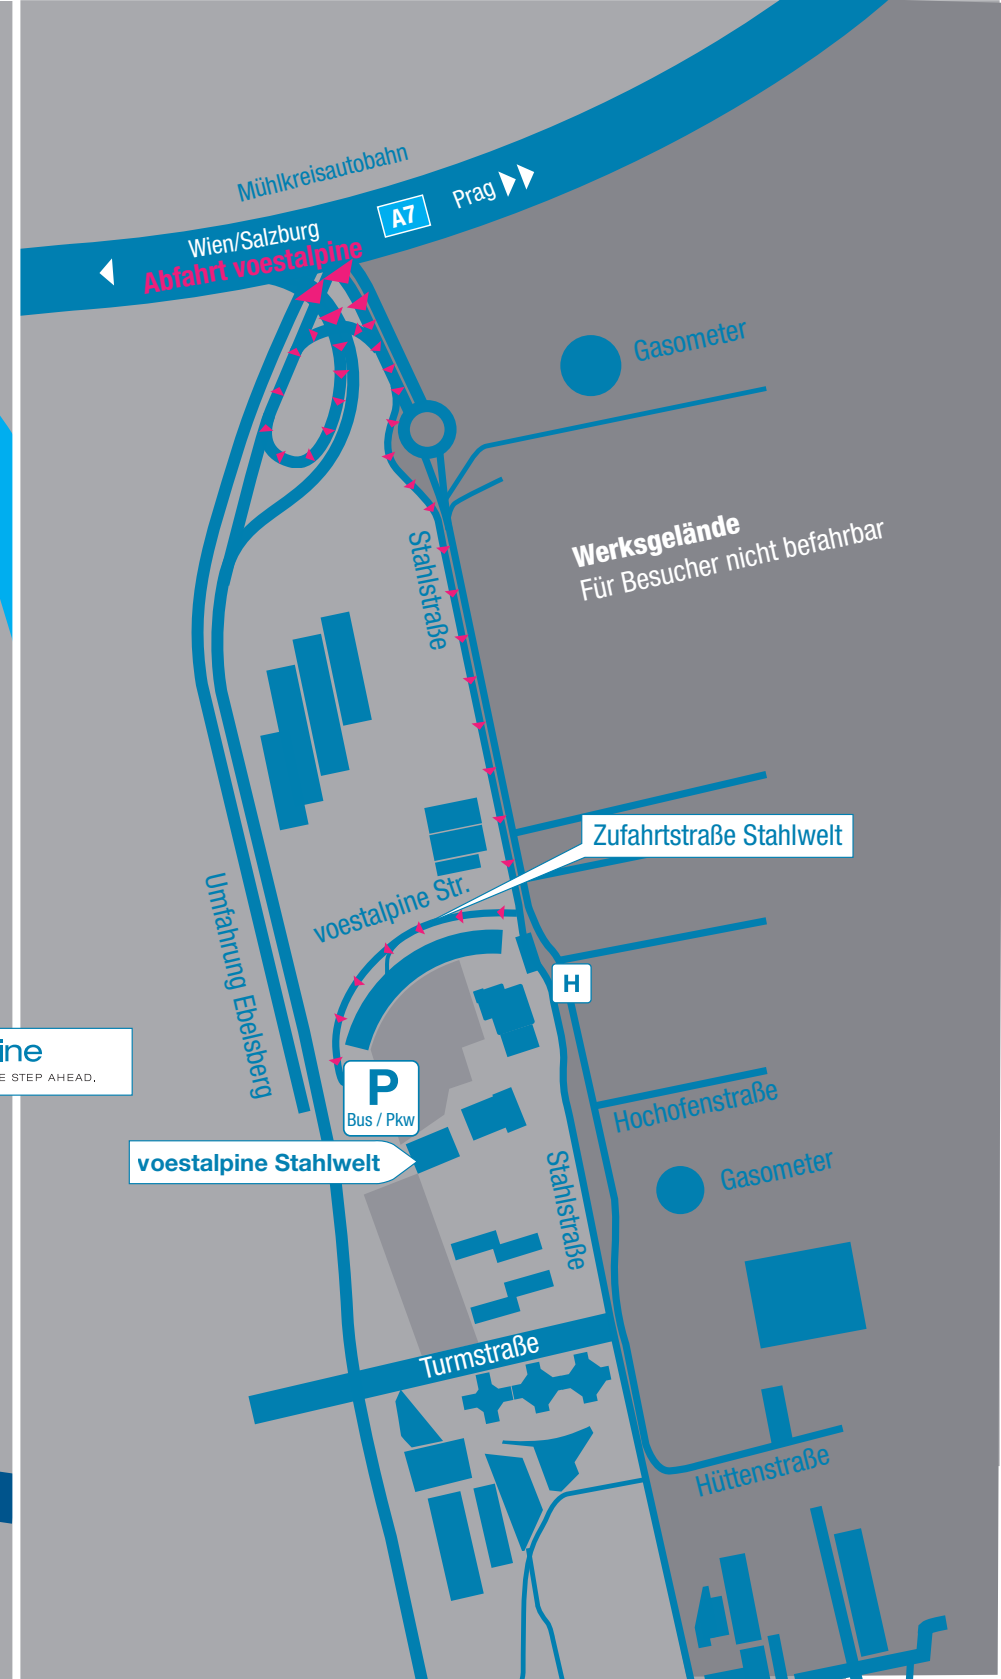 Mühlkreisautobahn
Prag
A7
Wien/Salzburg
Abfahrt voestalpine
Gasometer
Werksgelände
Für Besucher nicht befahrbar
Stahlstraße
Zufahrtstraße Stahlwelt
voestalpine Str.
Umfahrung Ebelsberg
H
ine
E STEP AHEAD.
P
Bus / Pkw
Hochofenstraße
voestalpine Stahlwelt
Gasometer
Stahlstraße
Turmstraße
Hüttenstraße